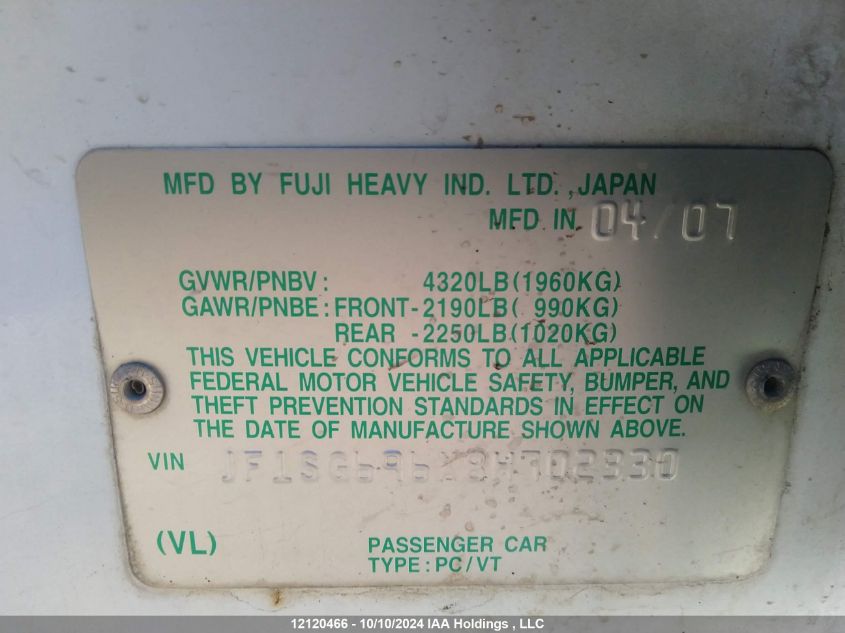 MFD BY FUJI HEAVY IND. LTD., JAPAN
MFD IN 04/07
GVWR/PNBV: 4320LB(1960KG)
GAWR/PNBE: FRONT-2190LB( 990KG)
REAR -2250LB(1020KG)
THIS VEHICLE CONFORMS TO ALL APPLICABLE
FEDERAL MOTOR VEHICLE SAFETY, BUMPER, AND
THEFT PREVENTION STANDARDS IN EFFECT ON
THE DATE OF MANUFACTURE SHOWN ABOVE.
VIN
(VL) PASSENGER CAR
TYPE: PC/VT
12120466 - 10/10/2024 IAA Holdings , LLC